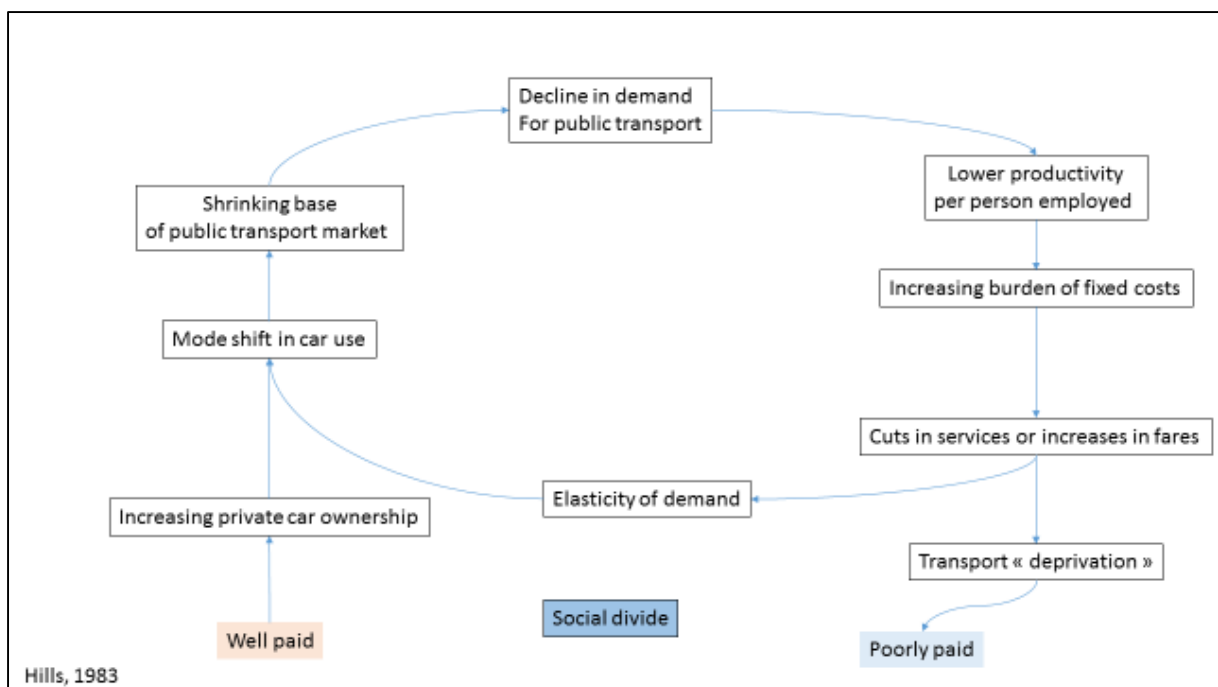 Decline in demand
For public transport
Lower productivity
per person employed
Shrinking base
of public transport market
Increasing burden of fixed costs
Mode shift in car use
Cuts in services or increases in fares
Elasticity of demand
Increasing private car ownership
Transport « deprivation »
Social divide
Well paid
Poorly paid
Hills, 1983